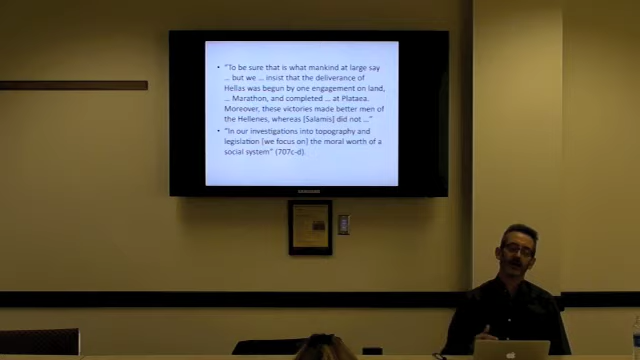 • "To be sure that is what mankind at large say
… but we … insist that the deliverance of
Hellas was begun by one engagement on land,
… Marathon, and completed … at Plataea.
Moreover, these victories made better men of
the Hellenes, whereas [Salamis] did not …"
• "In our investigations into topography and
legislation [we focus on] the moral worth of a
social system" (707c-d).
SAMSUNG